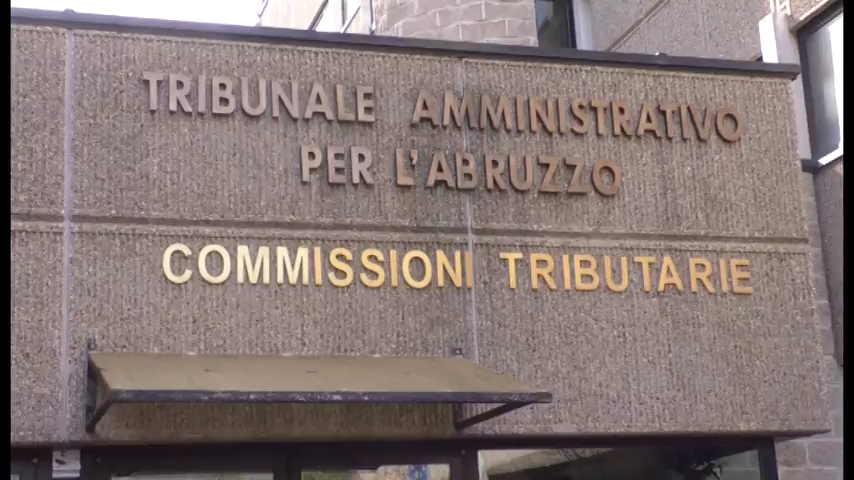 TRIBUNALE AMMINISTRATIVO
PER L'ABRUZZO
COMMISSIONI TRIBUTARIE